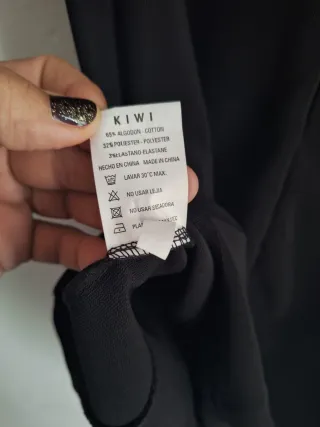 KIWI
65% ALGODON - COTTON
32% POLIESTER - POLYESTER
3% ELASTANO ELASTANE
HECHO EN CHINA MADE IN CHINA
LAVAR 30°C MAX.
NO USAR LEJIA
NO USAR SECADORA